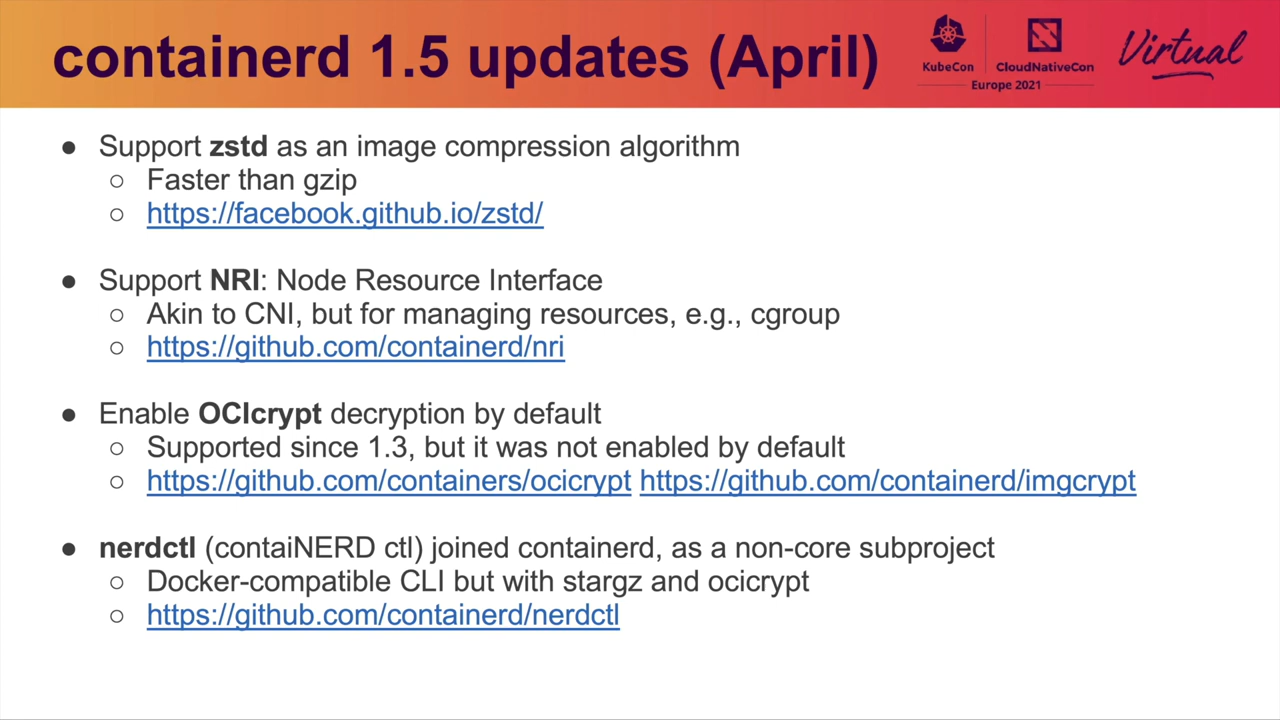 containerd 1.5 updates (April)
KubeCon
CloudNativeCon
Europe 2021
Virtual
● Support zstd as an image compression algorithm
○ Faster than gzip
○ https://facebook.github.io/zstd/
● Support NRI: Node Resource Interface
○ Akin to CNI, but for managing resources, e.g., cgroup
○ https://github.com/containerd/nri
● Enable OCIcrypt decryption by default
○ Supported since 1.3, but it was not enabled by default
○ https://github.com/containers/ocicrypt https://github.com/containerd/imgcrypt
● nerdctl (contaiNERD ctl) joined containerd, as a non-core subproject
○ Docker-compatible CLI but with stargz and ocicrypt
○ https://github.com/containerd/nerdctl